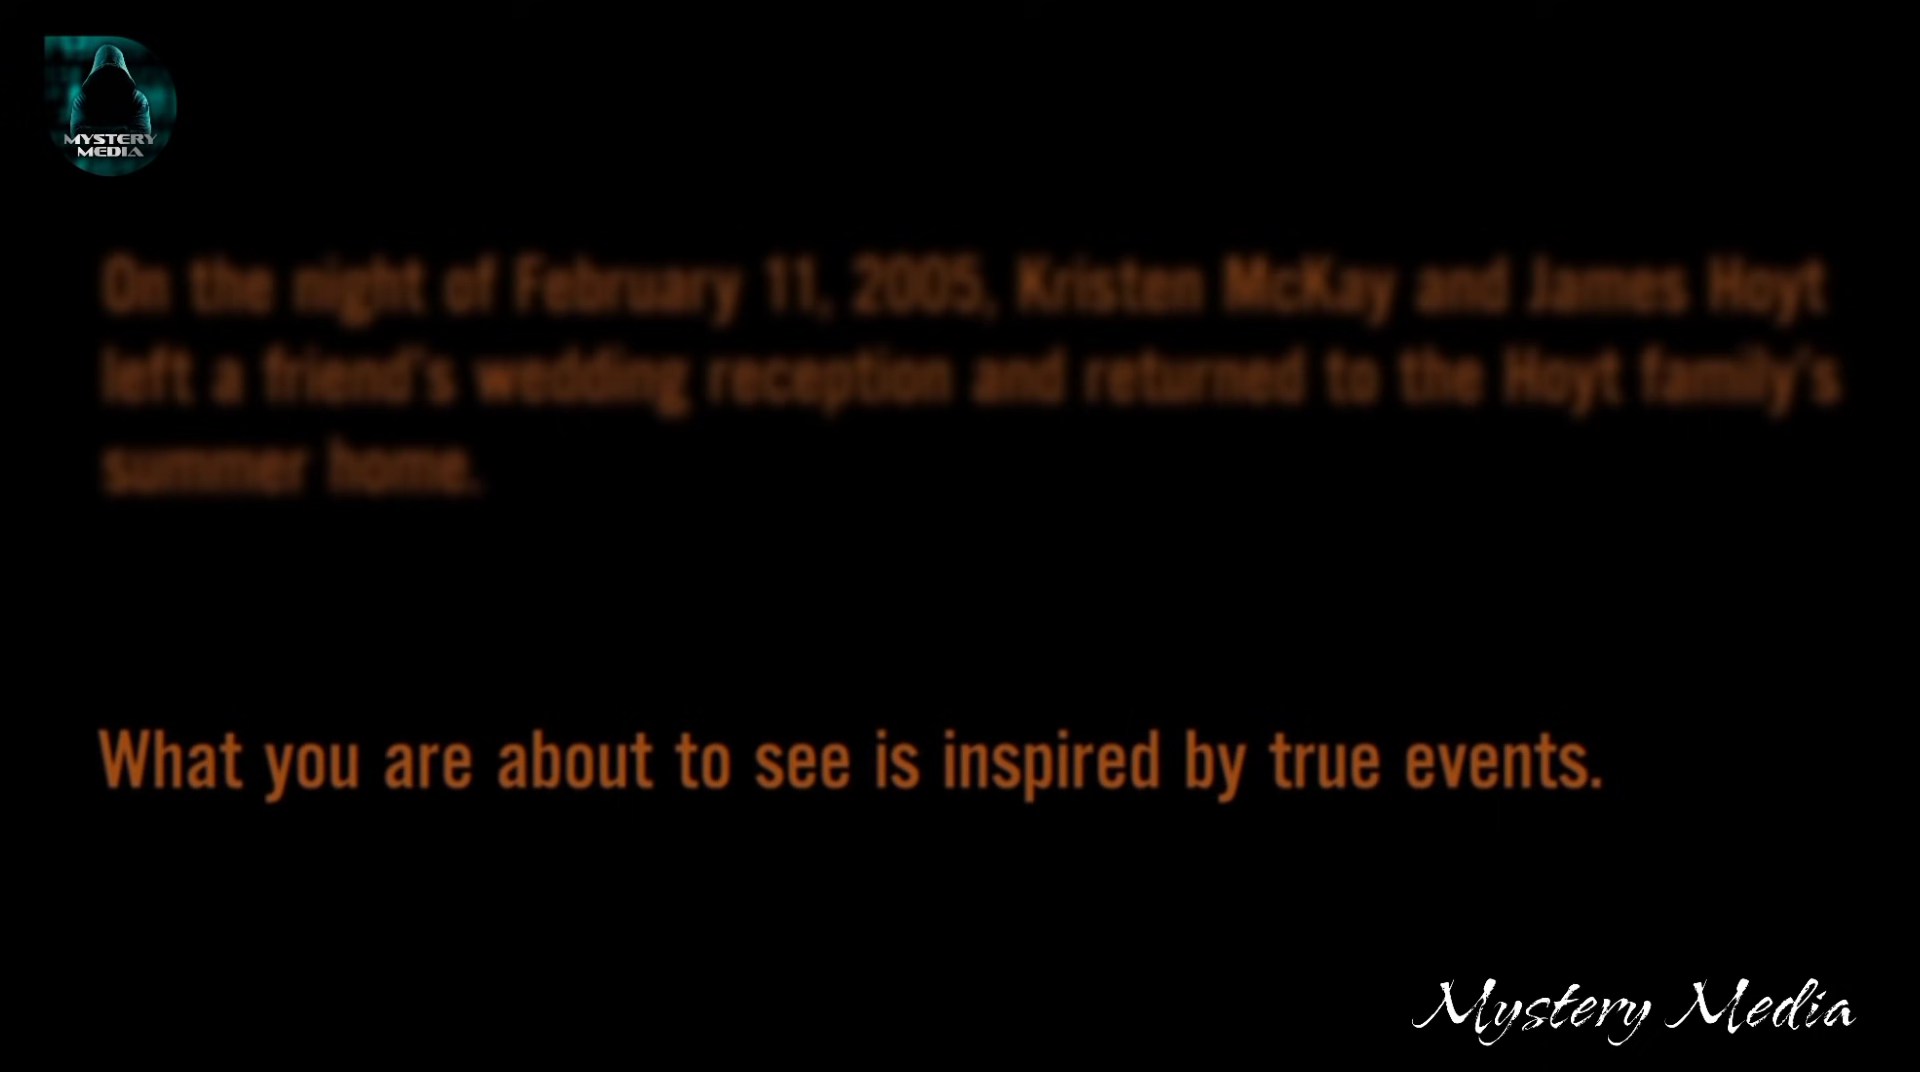 MYSTERY
MEDIA
On the night of February 11, 2005, Kristen McKay and James Hoyt
left a friend's wedding reception and returned to the Hoyt family's
summer home.
What you are about to see is inspired by true events.
Mystery Media